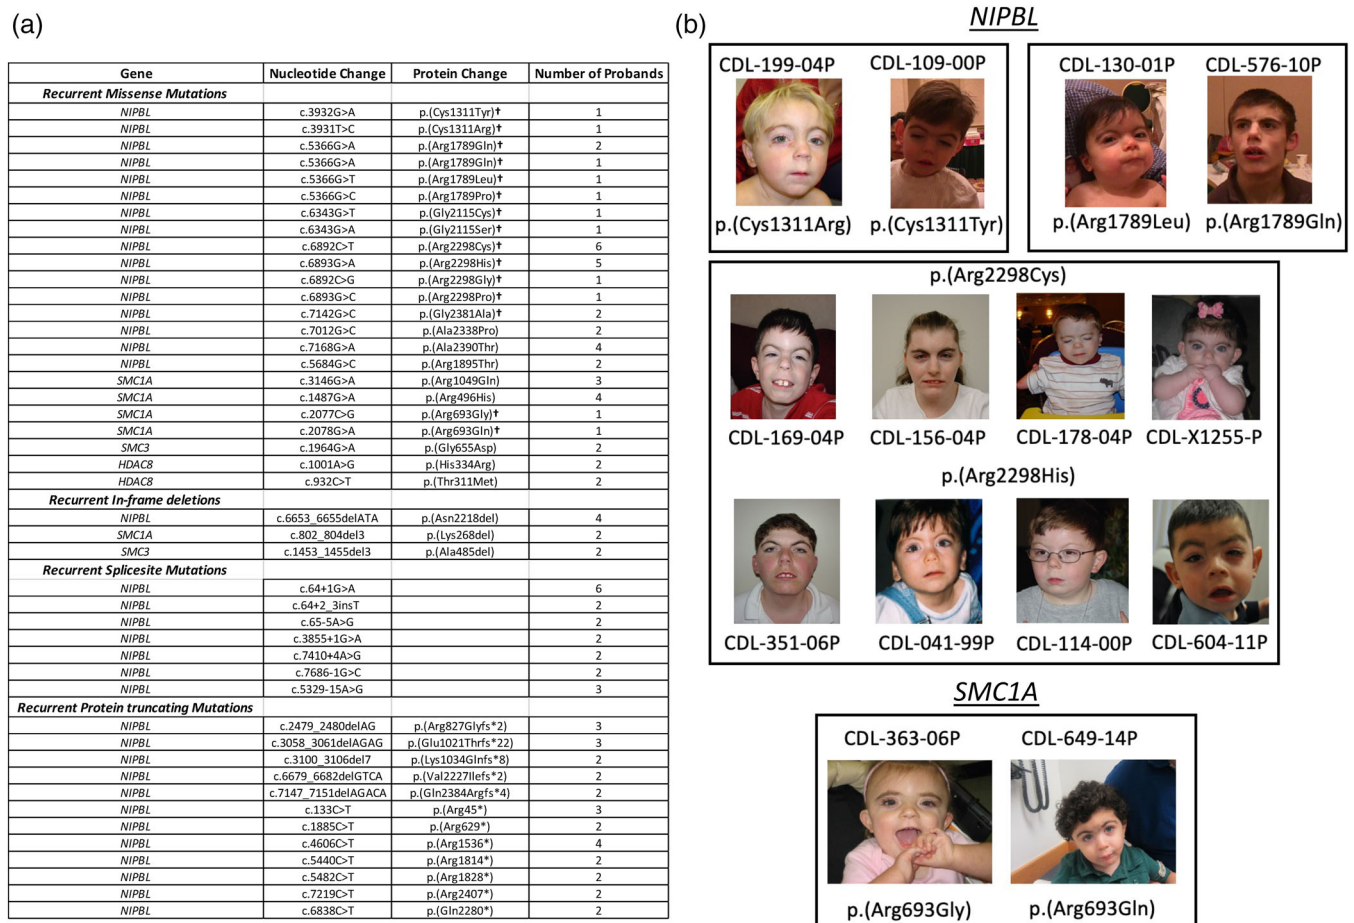 (a)
Gene Nucleotide Change Protein Change Number of Probands
Recurrent Missense Mutations
NIPBL c.3932G>A p.(Cys1311Tyr)✝ 1
NIPBL c.3931T>C p.(Cys1311Arg)✝ 1
NIPBL c.5366G>A p.(Arg1789Gln)✝ 2
NIPBL c.5366G>A p.(Arg1789Gln)✝ 1
NIPBL c.5366G>T p.(Arg1789Leu)✝ 1
NIPBL c.5366G>C p.(Arg1789Pro)✝ 1
NIPBL c.6343G>T p.(Gly2115Cys)✝ 1
NIPBL c.6343G>A p.(Gly2115Ser)✝ 1
NIPBL c.6892C>T p.(Arg2298Cys)✝ 6
NIPBL c.6893G>A p.(Arg2298His)✝ 5
NIPBL c.6892C>G p.(Arg2298Gly)✝ 1
NIPBL c.6893G>C p.(Arg2298Pro)✝ 1
NIPBL c.7142G>C p.(Gly2381Ala)✝ 2
NIPBL c.7012G>C p.(Ala2338Pro) 2
NIPBL c.7168G>A p.(Ala2390Thr) 4
NIPBL c.5684G>C p.(Arg1895Thr) 2
SMC1A c.3146G>A p.(Arg1049Gln) 3
SMC1A c.1487G>A p.(Arg496His) 4
SMC1A c.2077C>G p.(Arg693Gly)✝ 1
SMC1A c.2078G>A p.(Arg693Gln)✝ 1
SMC3 c.1964G>A p.(Gly655Asp) 2
HDAC8 c.1001A>G p.(His334Arg) 2
HDAC8 c.932C>T p.(Thr311Met) 2
Recurrent In-frame deletions
NIPBL c.6653_6655delATA p.(Asn2218del) 4
SMC1A c.802_804del3 p.(Lys268del) 2
SMC3 c.1453_1455del3 p.(Ala485del) 2
Recurrent Splicesite Mutations
NIPBL c.64+1G>A 6
NIPBL c.64+2_3insT 2
NIPBL c.65-5A>G 2
NIPBL c.3855+1G>A 2
NIPBL c.7410+4A>G 2
NIPBL c.7686-1G>C 2
NIPBL c.5329-15A>G 3
Recurrent Protein truncating Mutations
NIPBL c.2479_2480delAG p.(Arg827Glyfs*2) 3
NIPBL c.3058_3061delAGAG p.(Glu1021Thrfs*22) 3
NIPBL c.3100_3106del7 p.(Lys1034Glnfs*8) 2
NIPBL c.6679_6682delGTCA p.(Val2227Ilefs*2) 2
NIPBL c.7147_7151delAGACA p.(Gln2384Argfs*4) 2
NIPBL c.133C>T p.(Arg45*) 3
NIPBL c.1885C>T p.(Arg629*) 2
NIPBL c.4606C>T p.(Arg1536*) 4
NIPBL c.5440C>T p.(Arg1814*) 2
NIPBL c.5482C>T p.(Arg1828*) 2
NIPBL c.7219C>T p.(Arg2407*) 2
NIPBL c.6838C>T p.(Gln2280*) 2
(b)
NIPBL
CDL-199-04P CDL-109-00P
p.(Cys1311Arg) p.(Cys1311Tyr)
CDL-130-01P CDL-576-10P
p.(Arg1789Leu) p.(Arg1789Gln)
p.(Arg2298Cys)
CDL-169-04P CDL-156-04P CDL-178-04P CDL-X1255-P
p.(Arg2298His)
CDL-351-06P CDL-041-99P CDL-114-00P CDL-604-11P
SMC1A
CDL-363-06P CDL-649-14P
p.(Arg693Gly) p.(Arg693Gln)